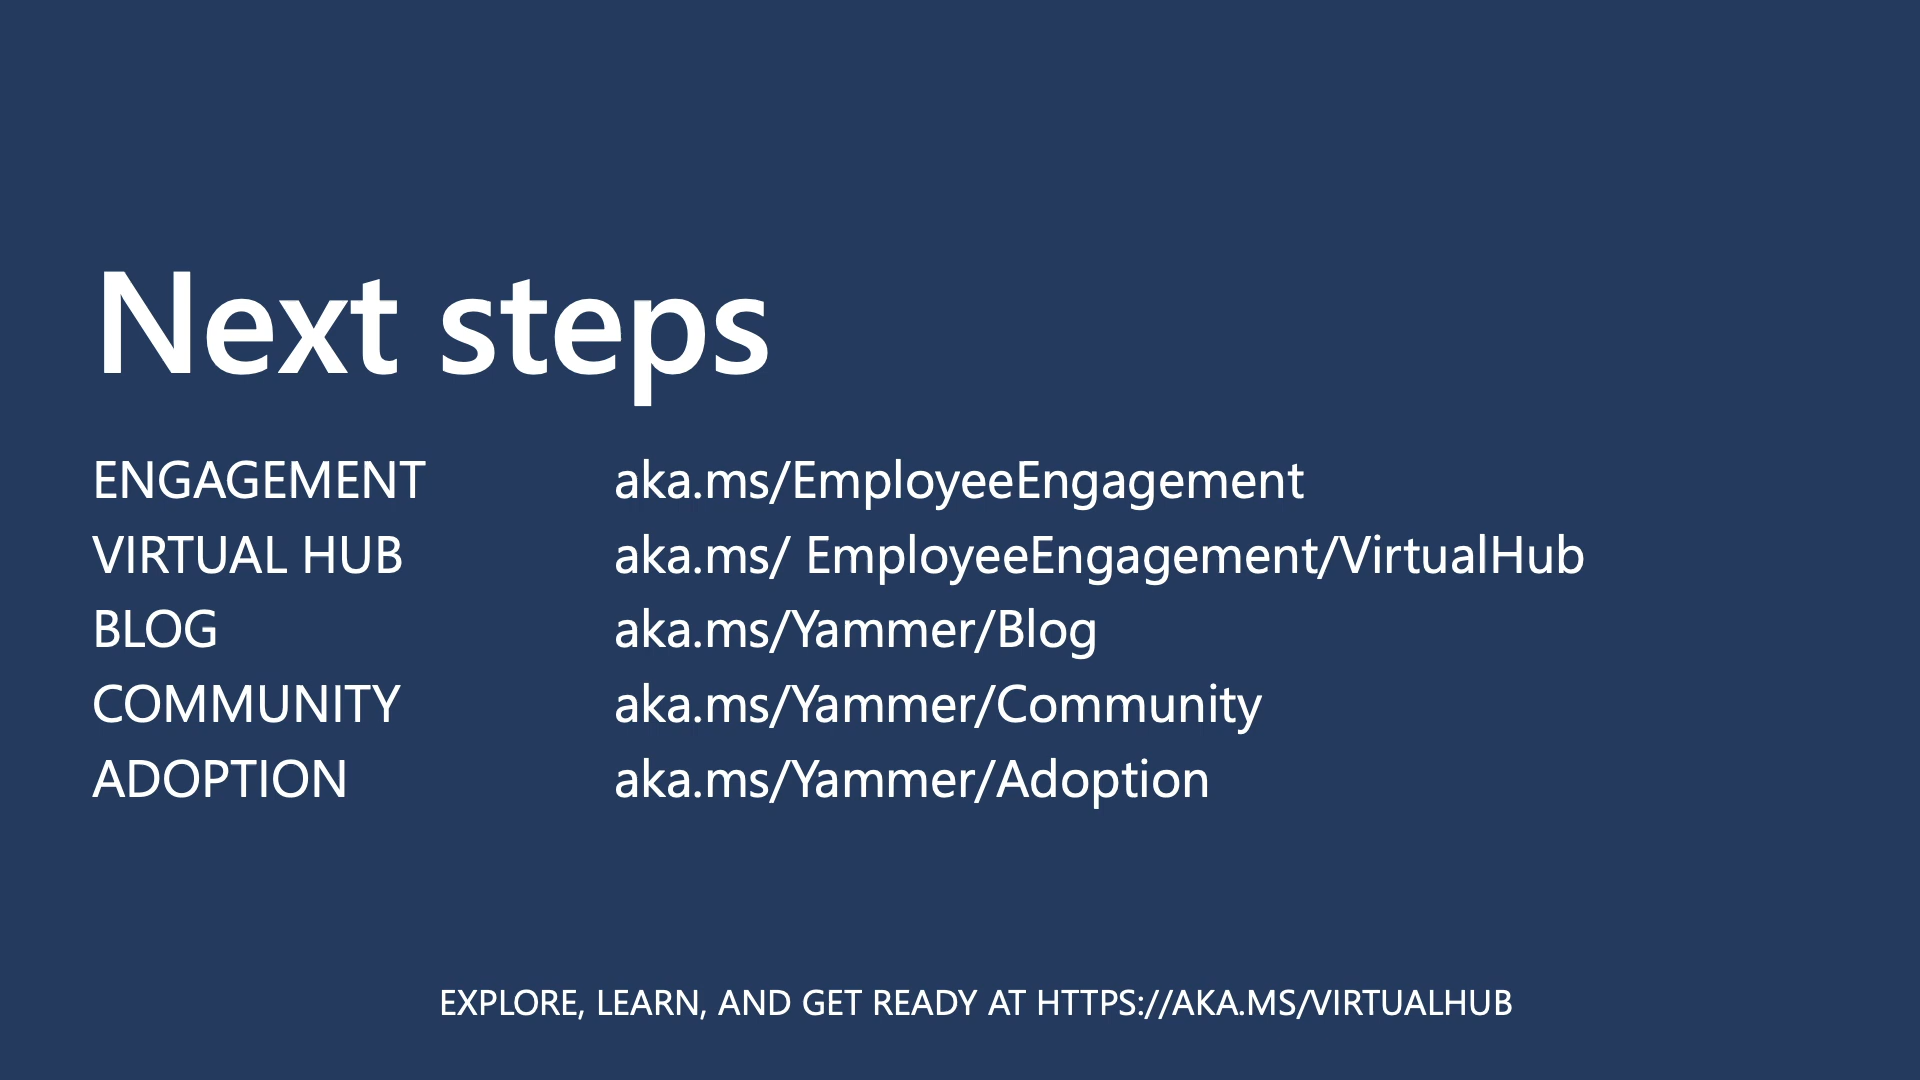 Next steps
ENGAGEMENT aka.ms/EmployeeEngagement
VIRTUAL HUB aka.ms/ EmployeeEngagement/VirtualHub
BLOG aka.ms/Yammer/Blog
COMMUNITY aka.ms/Yammer/Community
ADOPTION aka.ms/Yammer/Adoption
EXPLORE, LEARN, AND GET READY AT HTTPS://AKA.MS/VIRTUALHUB